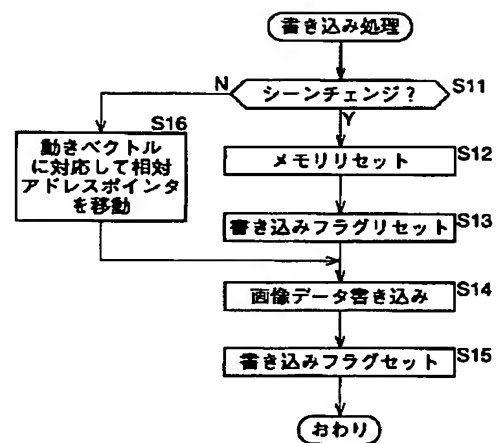 書き込み処理
シーンチェンジ？
S11
N
Y
S16
動きベクトル
に対応して相対
アドレスポインタ
を移動
メモリリセット
S12
書き込みフラグリセット
S13
画像データ書き込み
S14
書き込みフラグセット
S15
おわり